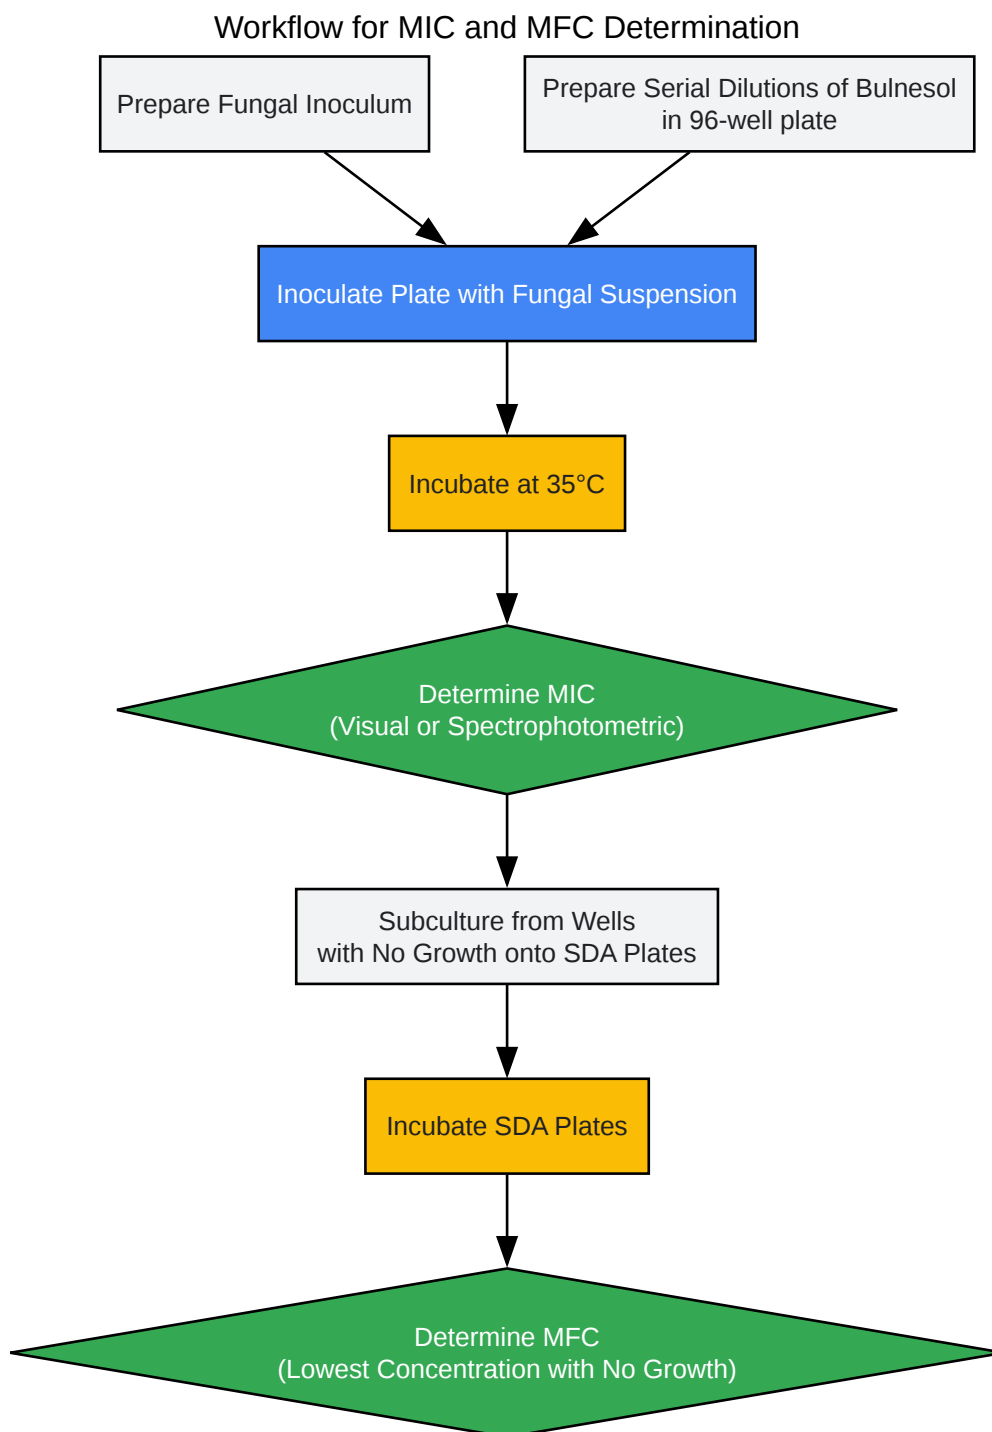 Workflow for MIC and MFC Determination
Prepare Fungal Inoculum
Prepare Serial Dilutions of Bulnesol
in 96-well plate
Inoculate Plate with Fungal Suspension
Incubate at 35°C
Determine MIC
(Visual or Spectrophotometric)
Subculture from Wells
with No Growth onto SDA Plates
Incubate SDA Plates
Determine MFC
(Lowest Concentration with No Growth)